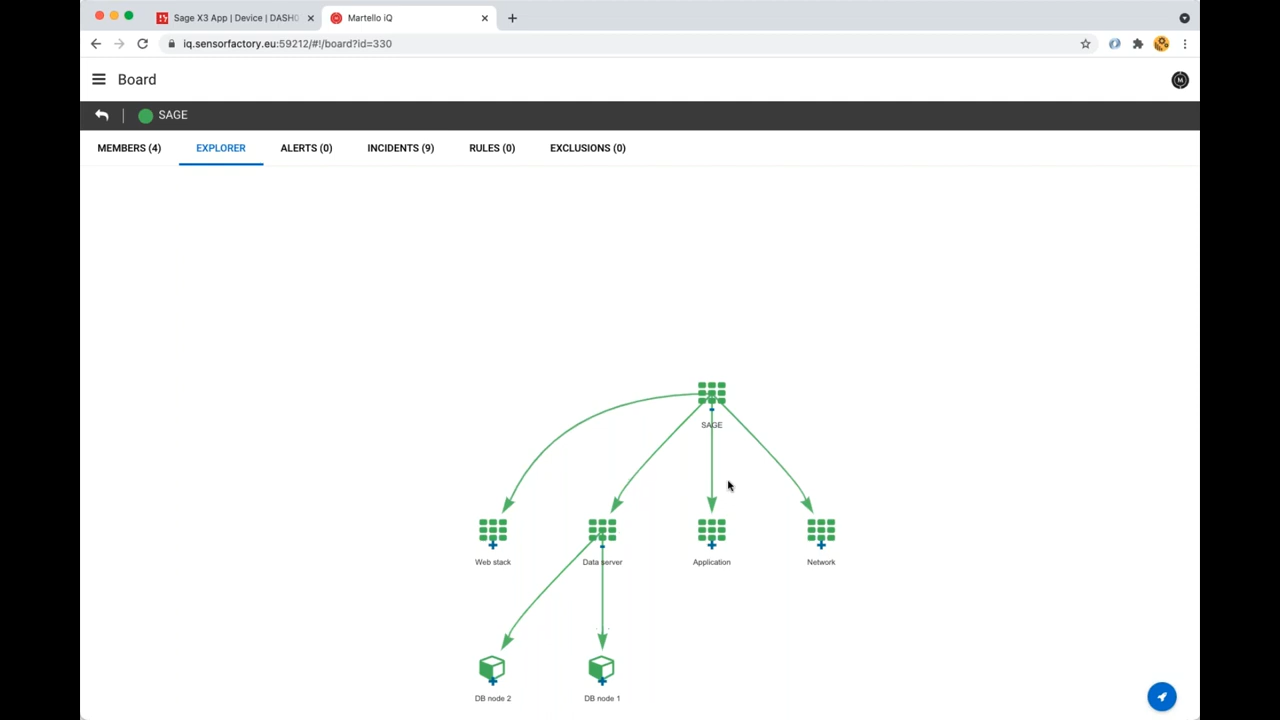 Sage X3 App | Device | DASH
Martello iQ
iq.sensorfactory.eu:59212/#!/board?id=330
Board
M
SAGE
MEMBERS (4)
EXPLORER
ALERTS (0)
INCIDENTS (9)
RULES (0)
EXCLUSIONS (0)
SAGE
Web stack
Data server
Application
Network
DB node 2
DB node 1